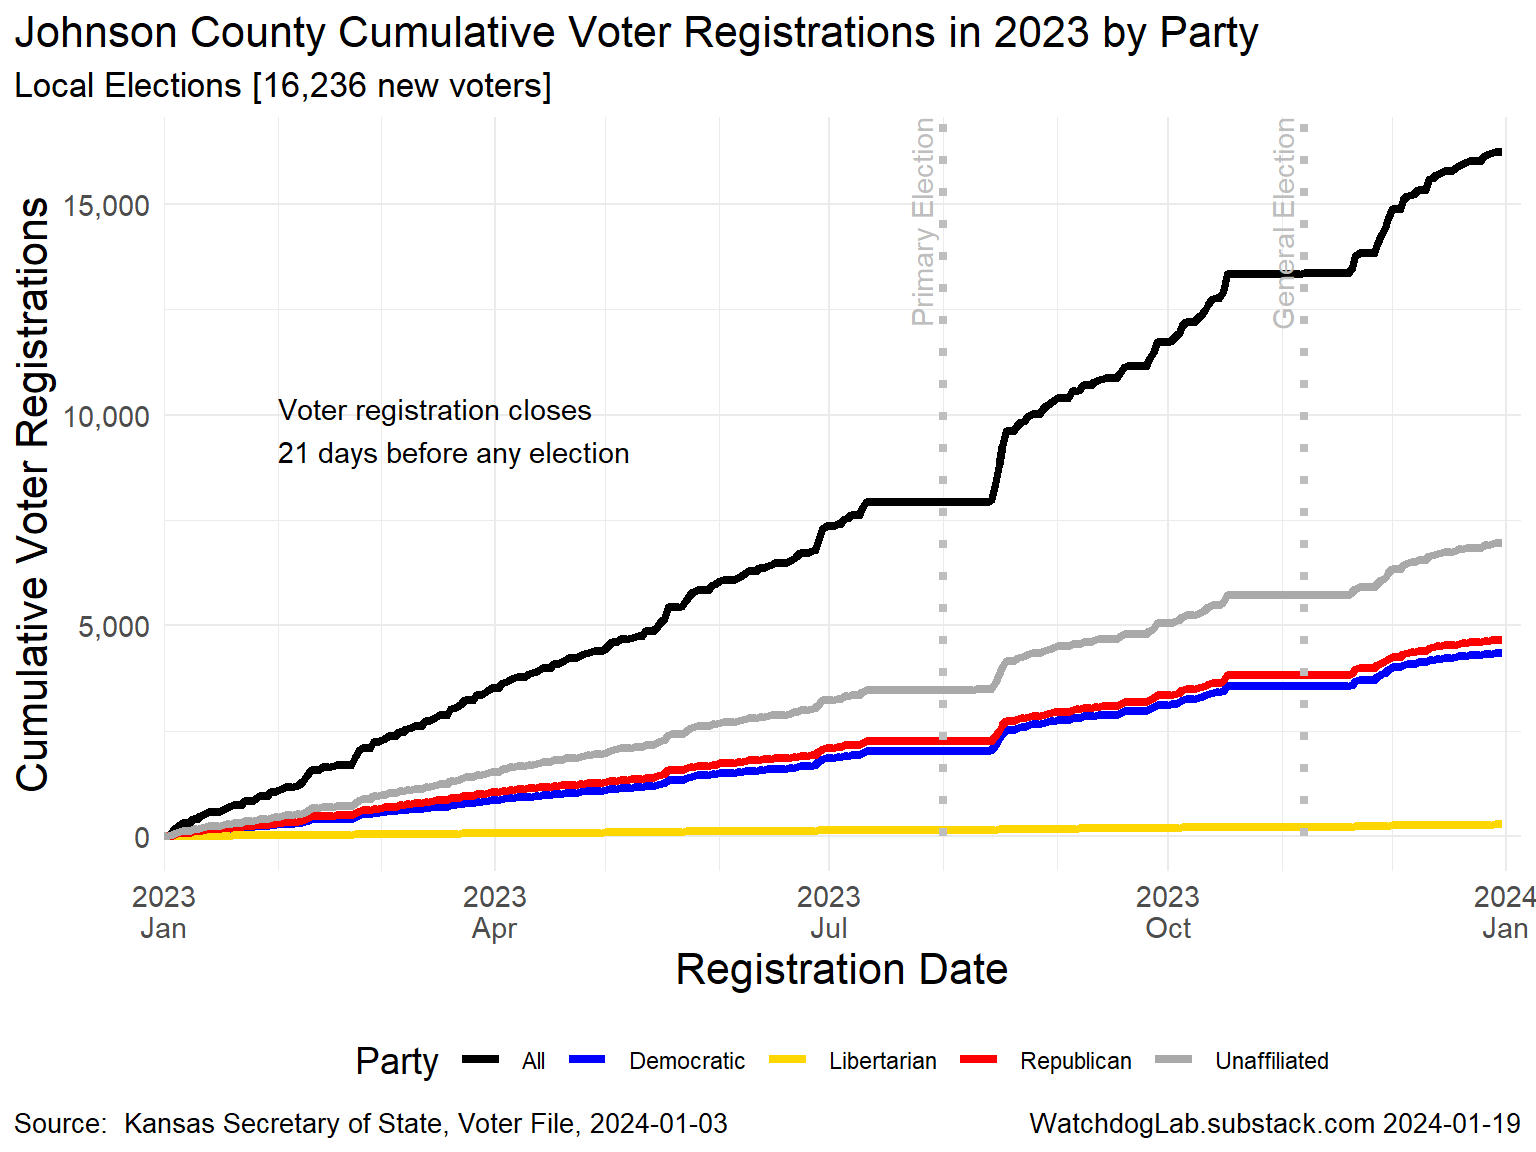 Johnson County Cumulative Voter Registrations in 2023 by Party
Local Elections [16,236 new voters]
Cumulative Voter Registrations
15,000
10,000
5,000
0
Primary Election
General Election
Voter registration closes
21 days before any election
2023
Jan
2023
Apr
2023
Jul
2023
Oct
2024
Jan
Registration Date
Party All Democratic Libertarian Republican Unaffiliated
Source:  Kansas Secretary of State, Voter File, 2024-01-03
WatchdogLab.substack.com 2024-01-19